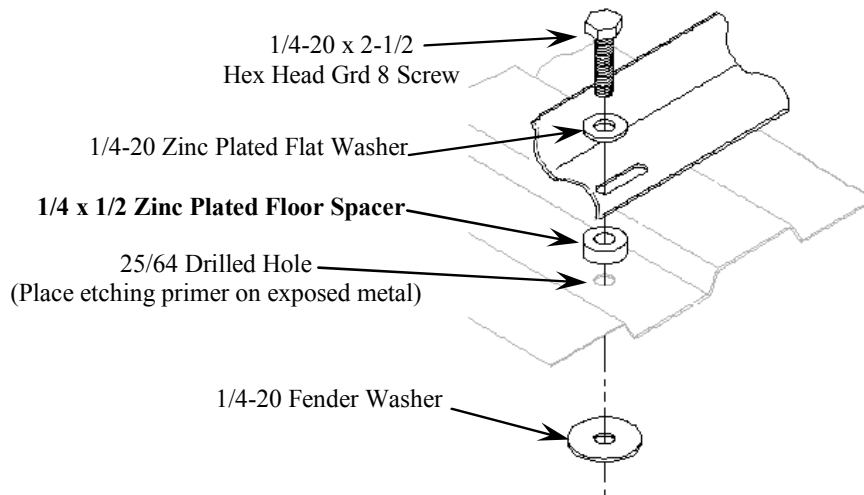 1/4-20 x 2-1/2
Hex Head Grd 8 Screw
1/4-20 Zinc Plated Flat Washer
1/4 x 1/2 Zinc Plated Floor Spacer
25/64 Drilled Hole
(Place etching primer on exposed metal)
1/4-20 Fender Washer